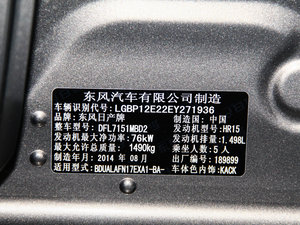 东风汽车有限公司制造
车辆识别代号: LGBP12E22EY271936
品牌: 东风日产牌 制造国: 中国
整车型号: DFL7151MBD2 发动机型号: HR15
发动机最大净功率: 76kW 发动机排量: 1.498L
最大允许总质量: 1490kg 乘坐人数: 5人
制造年月: 2014年08月 出厂编号: 189899
适用型式: BDUALAFN17EXA1-BA- 车体色内饰: KACK